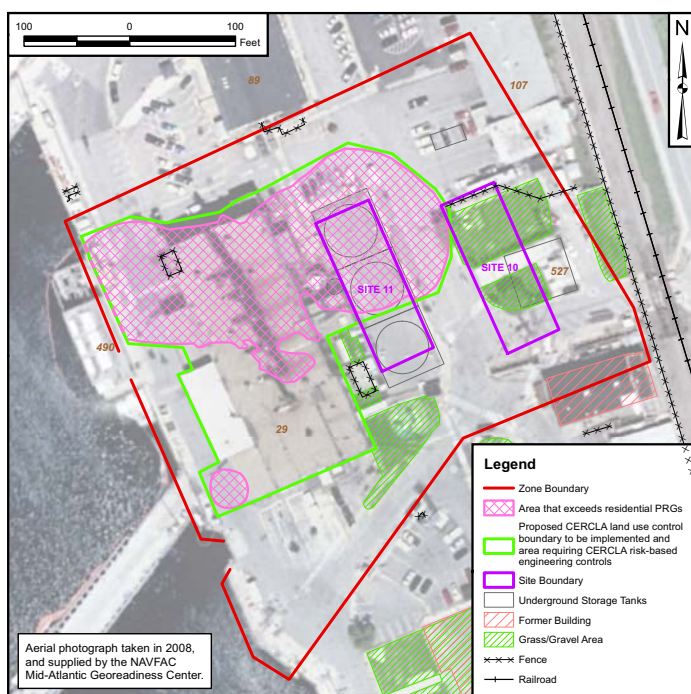 100 0 100
Feet
N
89
107
SITE 11
SITE 10
527
490
29
Legend
Zone Boundary
Area that exceeds residential PRGs
Proposed CERCLA land use control
boundary to be implemented and
area requiring CERCLA risk-based
engineering controls
Site Boundary
Underground Storage Tanks
Former Building
Grass/Gravel Area
Fence
Railroad
Aerial photograph taken in 2008,
and supplied by the NAVFAC
Mid-Atlantic Georeadiness Center.